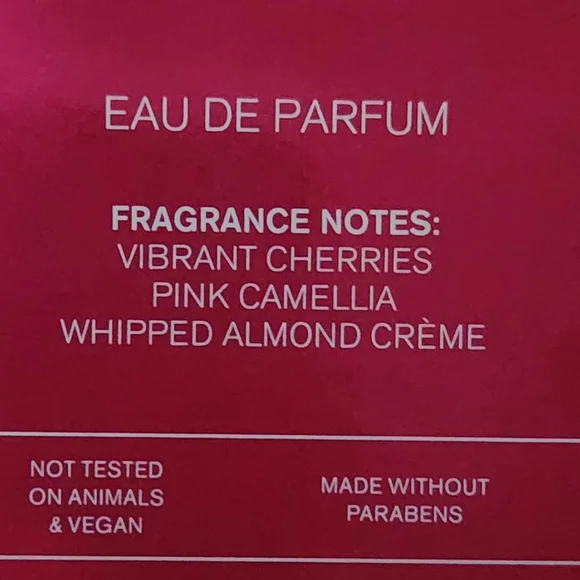 EAU DE PARFUM
FRAGRANCE NOTES:
VIBRANT CHERRIES
PINK CAMELLIA
WHIPPED ALMOND CRÈME
NOT TESTED
ON ANIMALS
& VEGAN
MADE WITHOUT
PARABENS